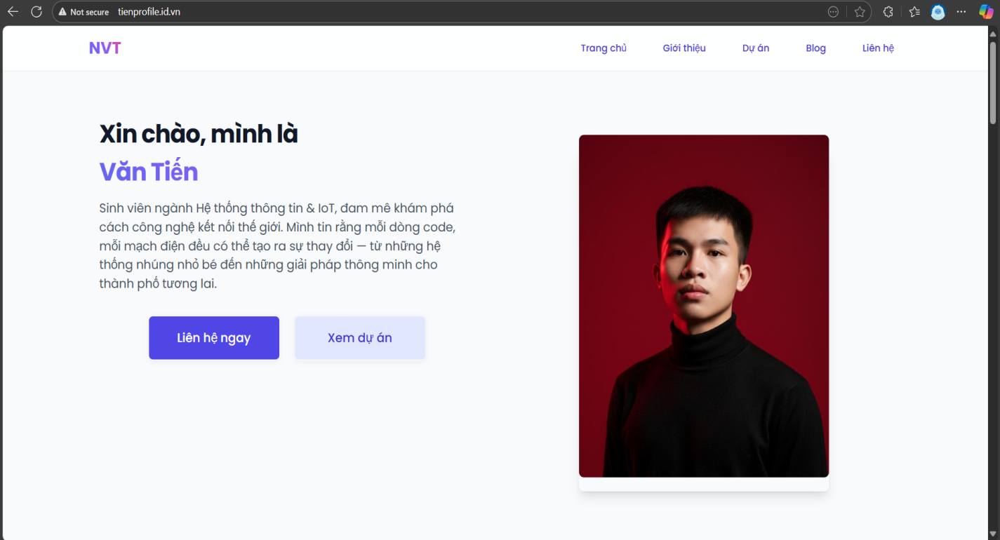 Not secure tienprofile.id.vn
NVT
Trang chủ Giới thiệu Dự án Blog Liên hệ
Xin chào, mình là
Văn Tiến
Sinh viên ngành Hệ thống thông tin & IoT, đam mê khám phá
cách công nghệ kết nối thế giới. Mình tin rằng mỗi dòng code,
mỗi mạch điện đều có thể tạo ra sự thay đổi — từ những hệ
thống nhúng nhỏ bé đến những giải pháp thông minh cho
thành phố tương lai.
Liên hệ ngay Xem dự án